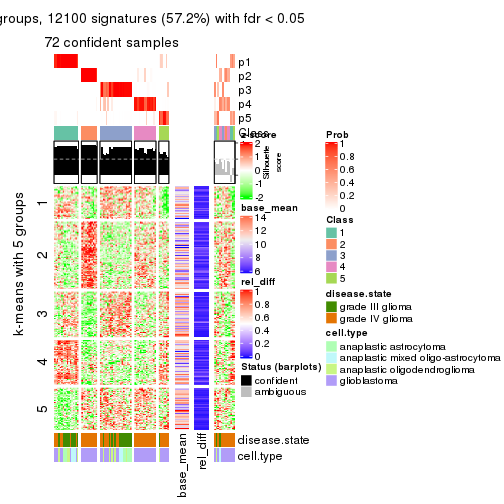 groups, 12100 signatures (57.2%) with fdr < 0.05
72 confident samples
p1
p2
p3
p4
p5
Class
Silhouette
score
k-means with 5 groups
1
2
3
4
5
disease.state
cell.type
base_mean
rel_diff
z-score
2
1
0
-1
-2
base_mean
14
12
10
8
6
rel_diff
1
0.8
0.6
0.4
0.2
0
Status (barplots)
confident
ambiguous
Prob
1
0.8
0.6
0.4
0.2
0
Class
1
2
3
4
5
disease.state
grade III glioma
grade IV glioma
cell.type
anaplastic astrocytoma
anaplastic mixed oligo-astrocytoma
anaplastic oligodendroglioma
glioblastoma